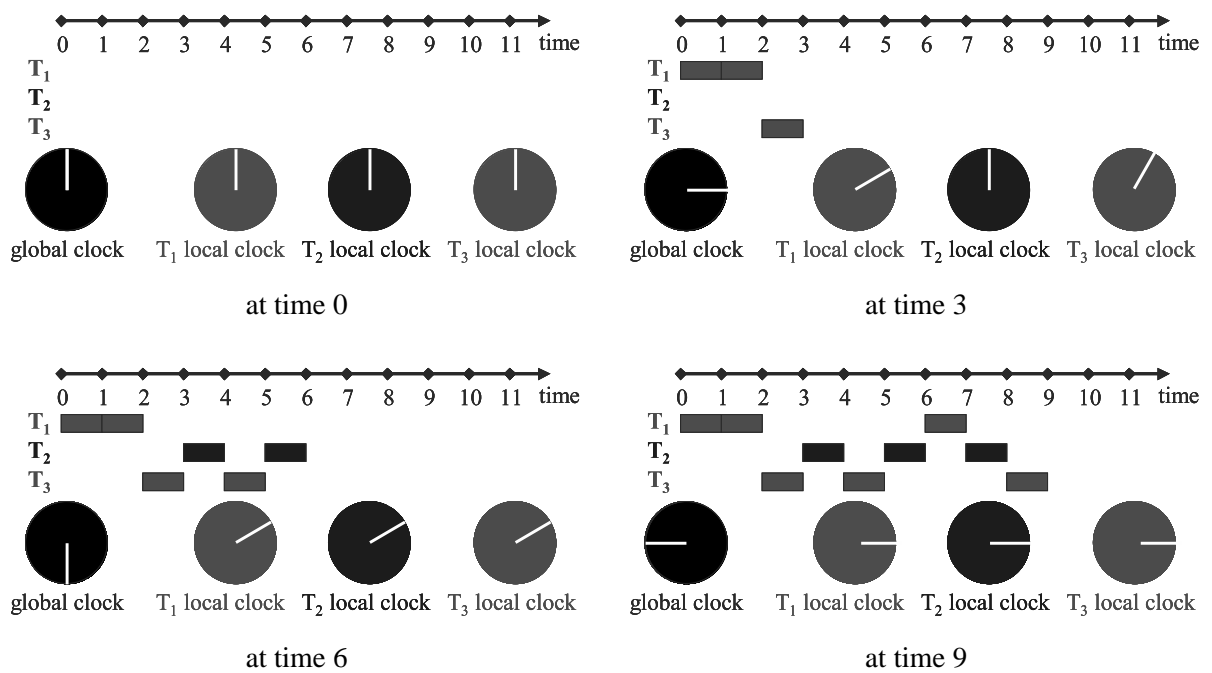 0 1 2 3 4 5 6 7 8 9 10 11 time
T1
T2
T3
global clock T1 local clock T2 local clock T3 local clock
at time 0
0 1 2 3 4 5 6 7 8 9 10 11 time
T1
T2
T3
global clock T1 local clock T2 local clock T3 local clock
at time 3
0 1 2 3 4 5 6 7 8 9 10 11 time
T1
T2
T3
global clock T1 local clock T2 local clock T3 local clock
at time 6
0 1 2 3 4 5 6 7 8 9 10 11 time
T1
T2
T3
global clock T1 local clock T2 local clock T3 local clock
at time 9